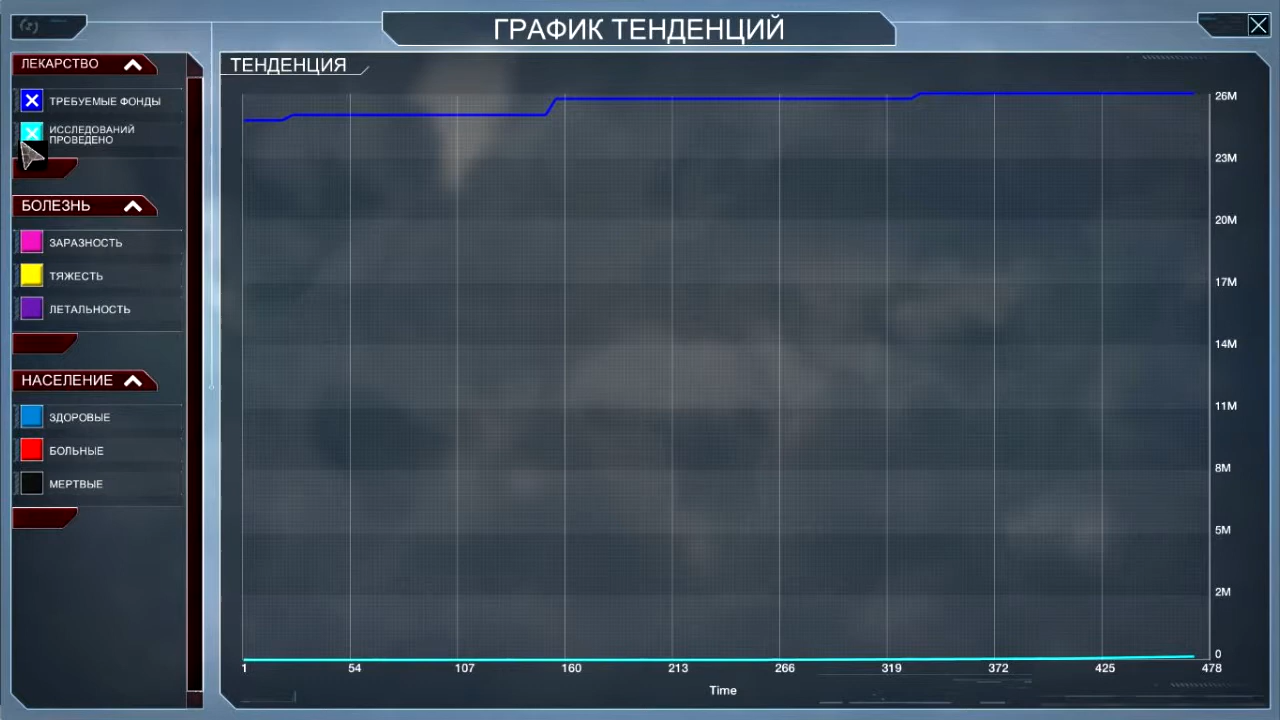 ГРАФИК ТЕНДЕНЦИЙ
ЛЕКАРСТВО
ТРЕБУЕМЫЕ ФОНДЫ
ИССЛЕДОВАНИЙ
ПРОВЕДЕНО
БОЛЕЗНЬ
ЗАРАЗНОСТЬ
ТЯЖЕСТЬ
ЛЕТАЛЬНОСТЬ
НАСЕЛЕНИЕ
ЗДОРОВЫЕ
БОЛЬНЫЕ
МЕРТВЫЕ
ТЕНДЕНЦИЯ
26M
23M
20M
17M
14M
11M
8M
5M
2M
0
1 54 107 160 213 266 319 372 425 478
Time